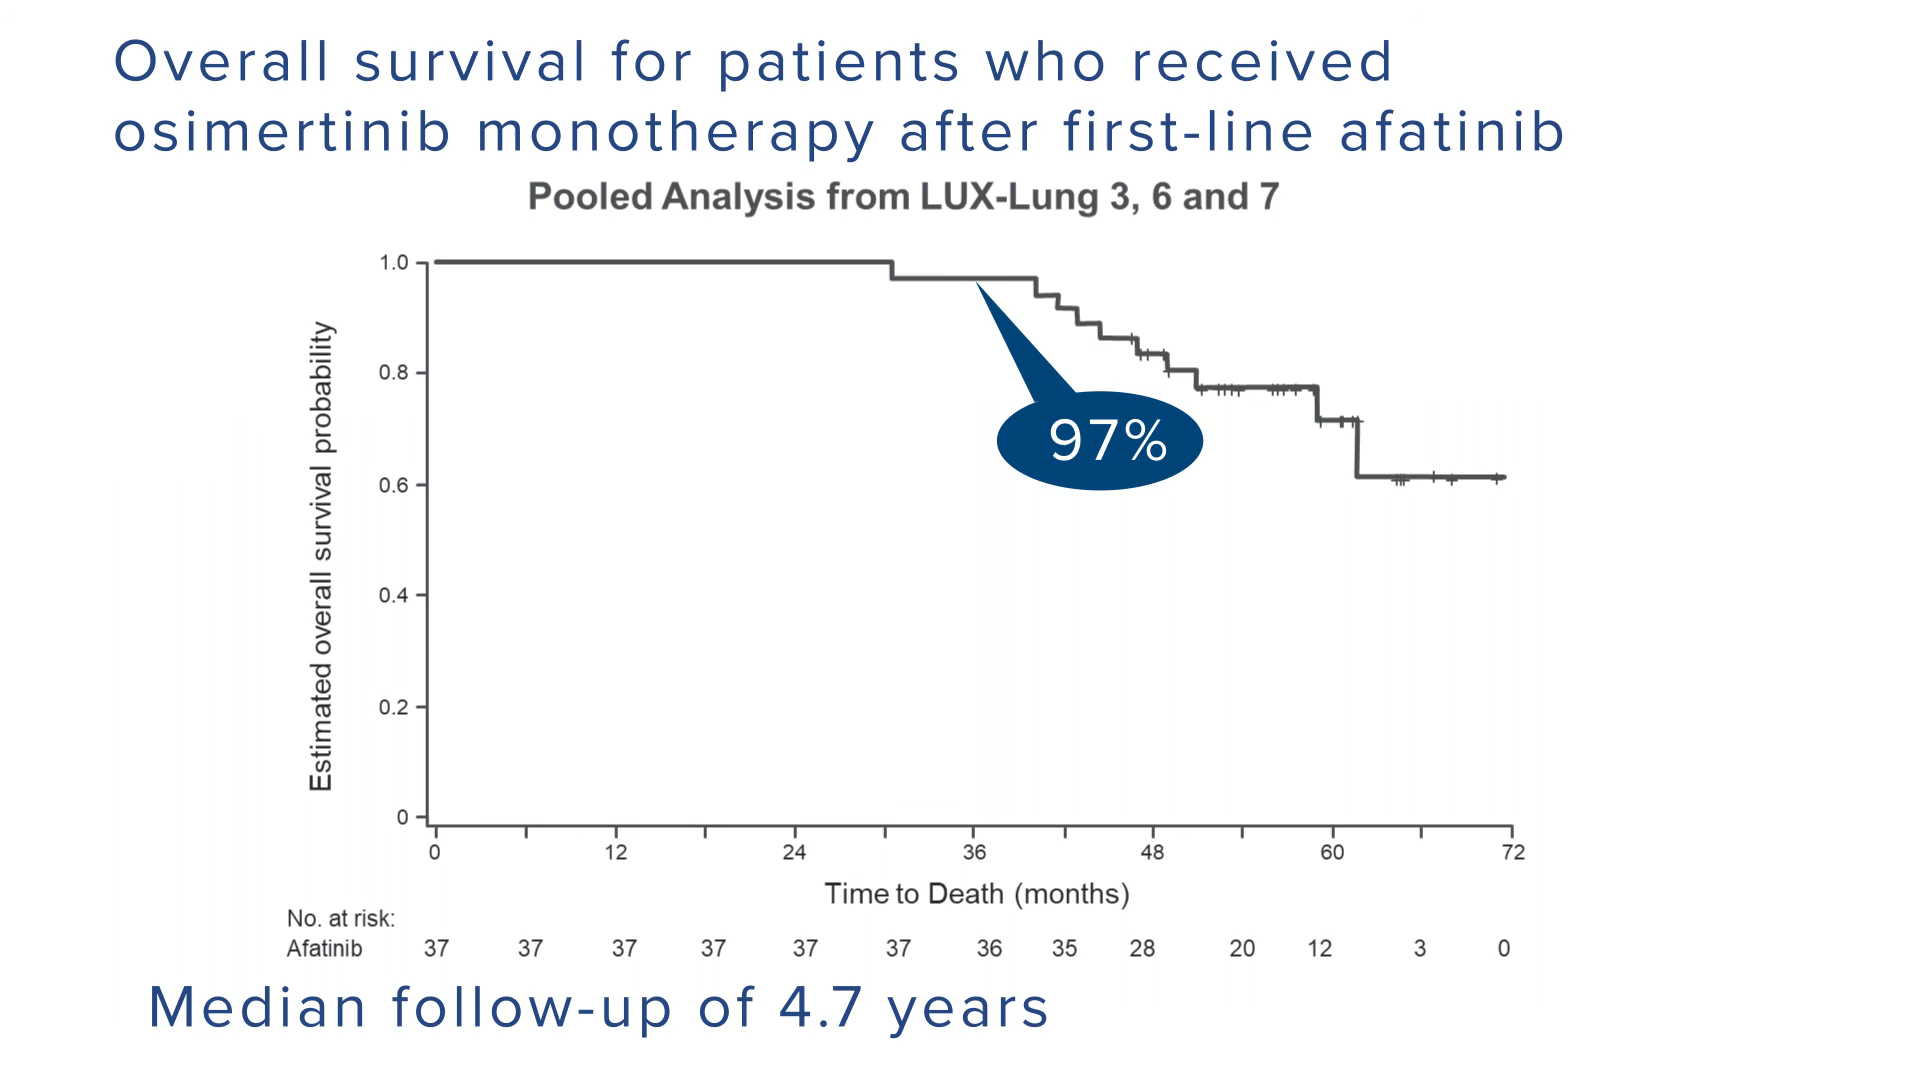 Overall survival for patients who received
osimertinib monotherapy after first-line afatinib
Pooled Analysis from LUX-Lung 3, 6 and 7
Estimated overall survival probability
1.0
0.8
0.6
0.4
0.2
0
97%
0 12 24 36 48 60 72
Time to Death (months)
No. at risk:
Afatinib 37 37 37 37 37 37 36 35 28 20 12 3 0
Median follow-up of 4.7 years